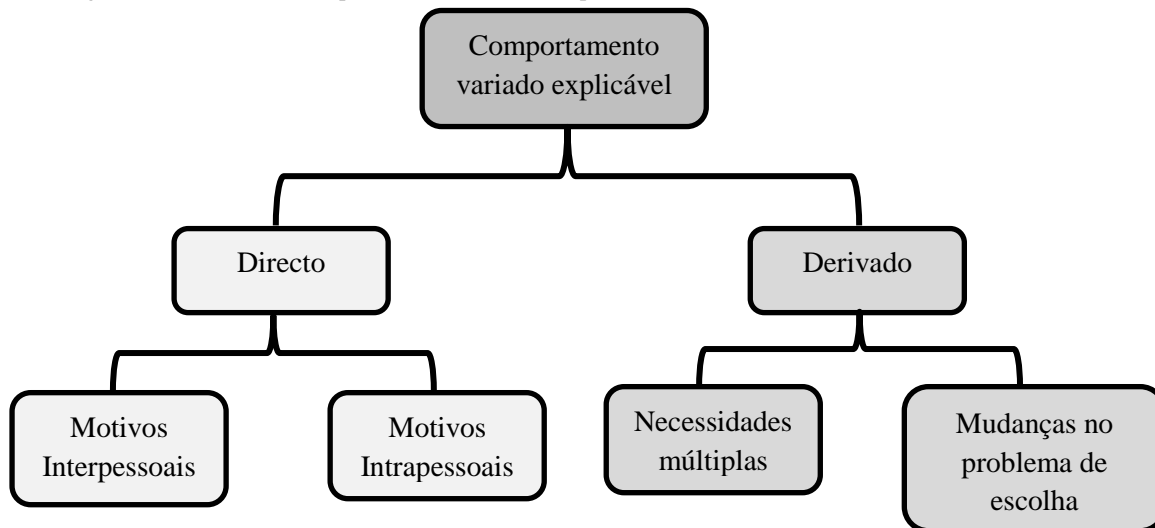 Comportamento
variado explicável
Directo
Derivado
Motivos
Interpessoais
Motivos
Intrapessoais
Necessidades
múltiplas
Mudanças no
problema de
escolha